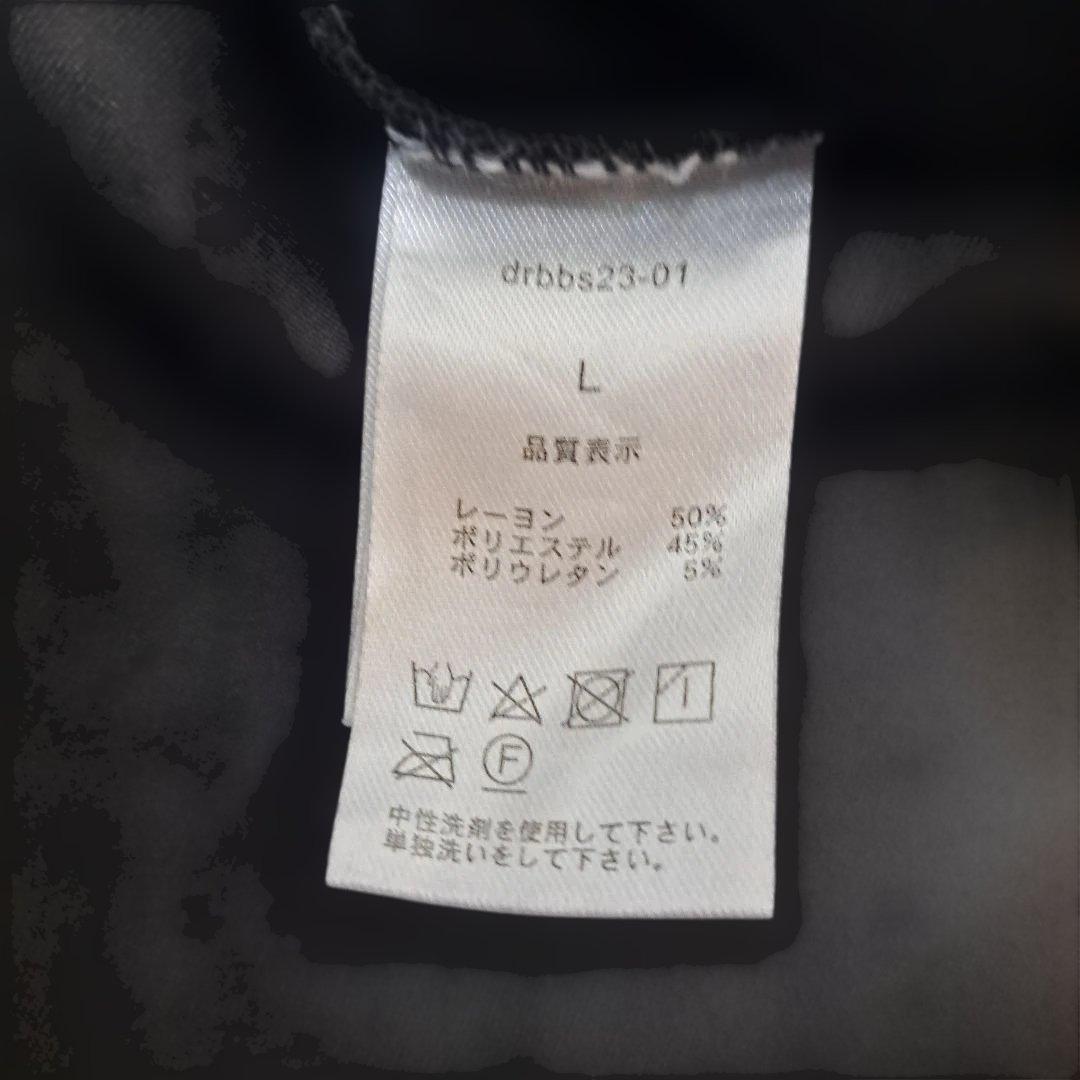 drbbs23-01
L
品質表示
レーヨン 50%
ポリエステル 45%
ポリウレタン 5%
F
中性洗剤を使用して下さい。
単独洗いをして下さい。